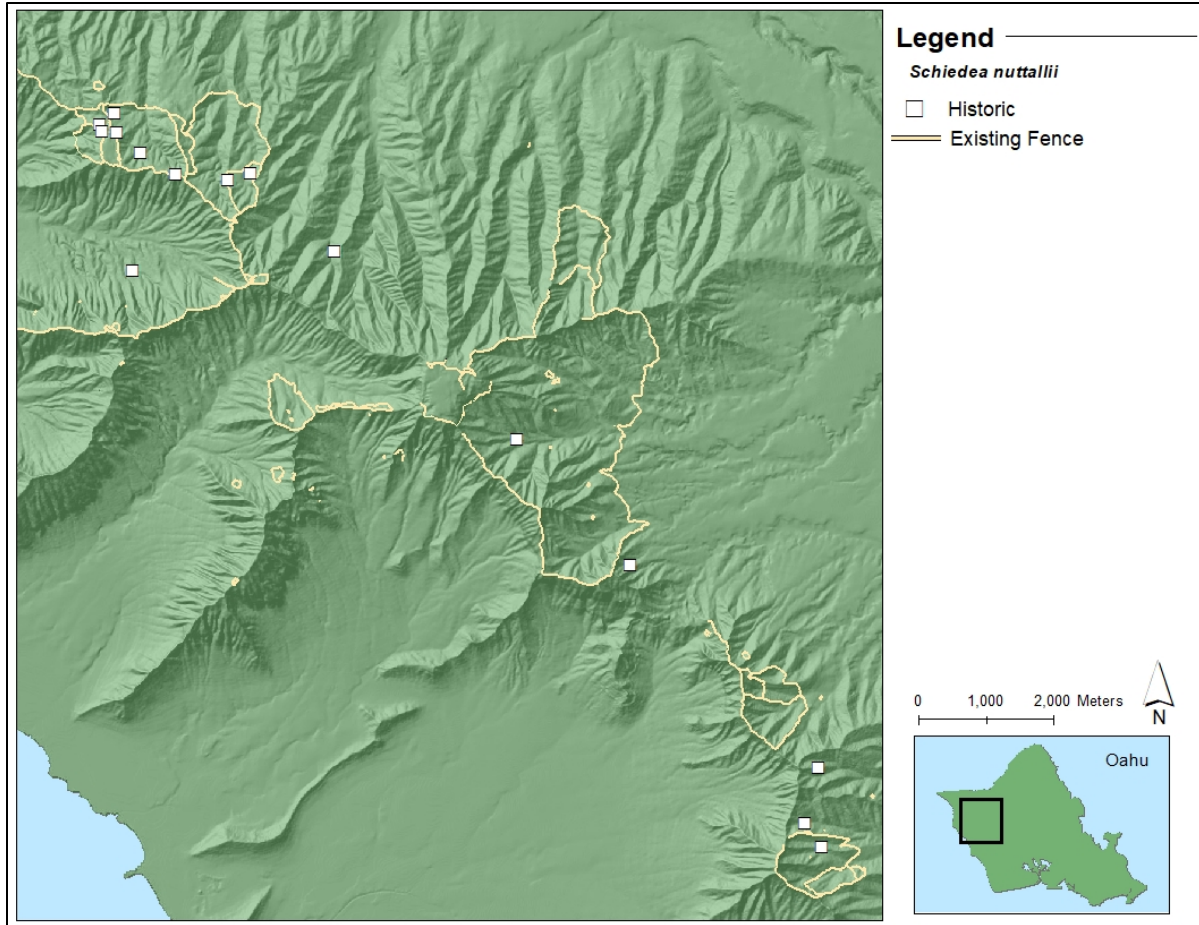 Legend
Schiedea nuttallii
Historic
Existing Fence
0 1,000 2,000 Meters
N
Oahu